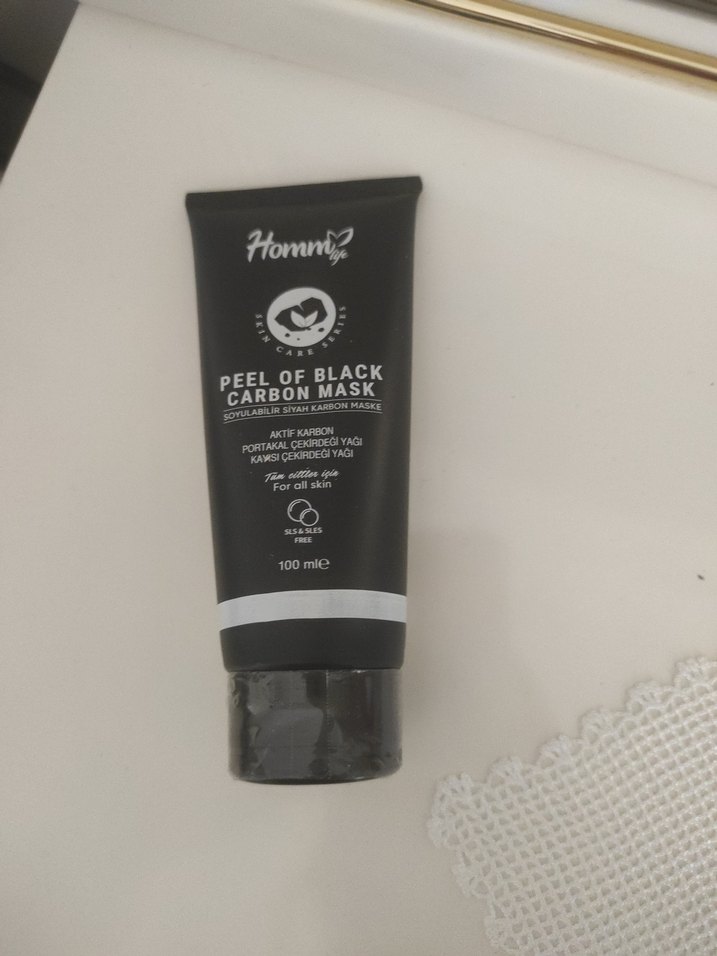 Homm life
SKIN CARE SERIES
PEEL OF BLACK
CARBON MASK
SOYULABİLİR SİYAH KARBON MASKE
AKTİF KARBON
PORTAKAL ÇEKİRDEĞİ YAĞI
KAYISI ÇEKİRDEĞİ YAĞI
Tüm ciltler için
For all skin
SLS & SLES
FREE
100 ml℮